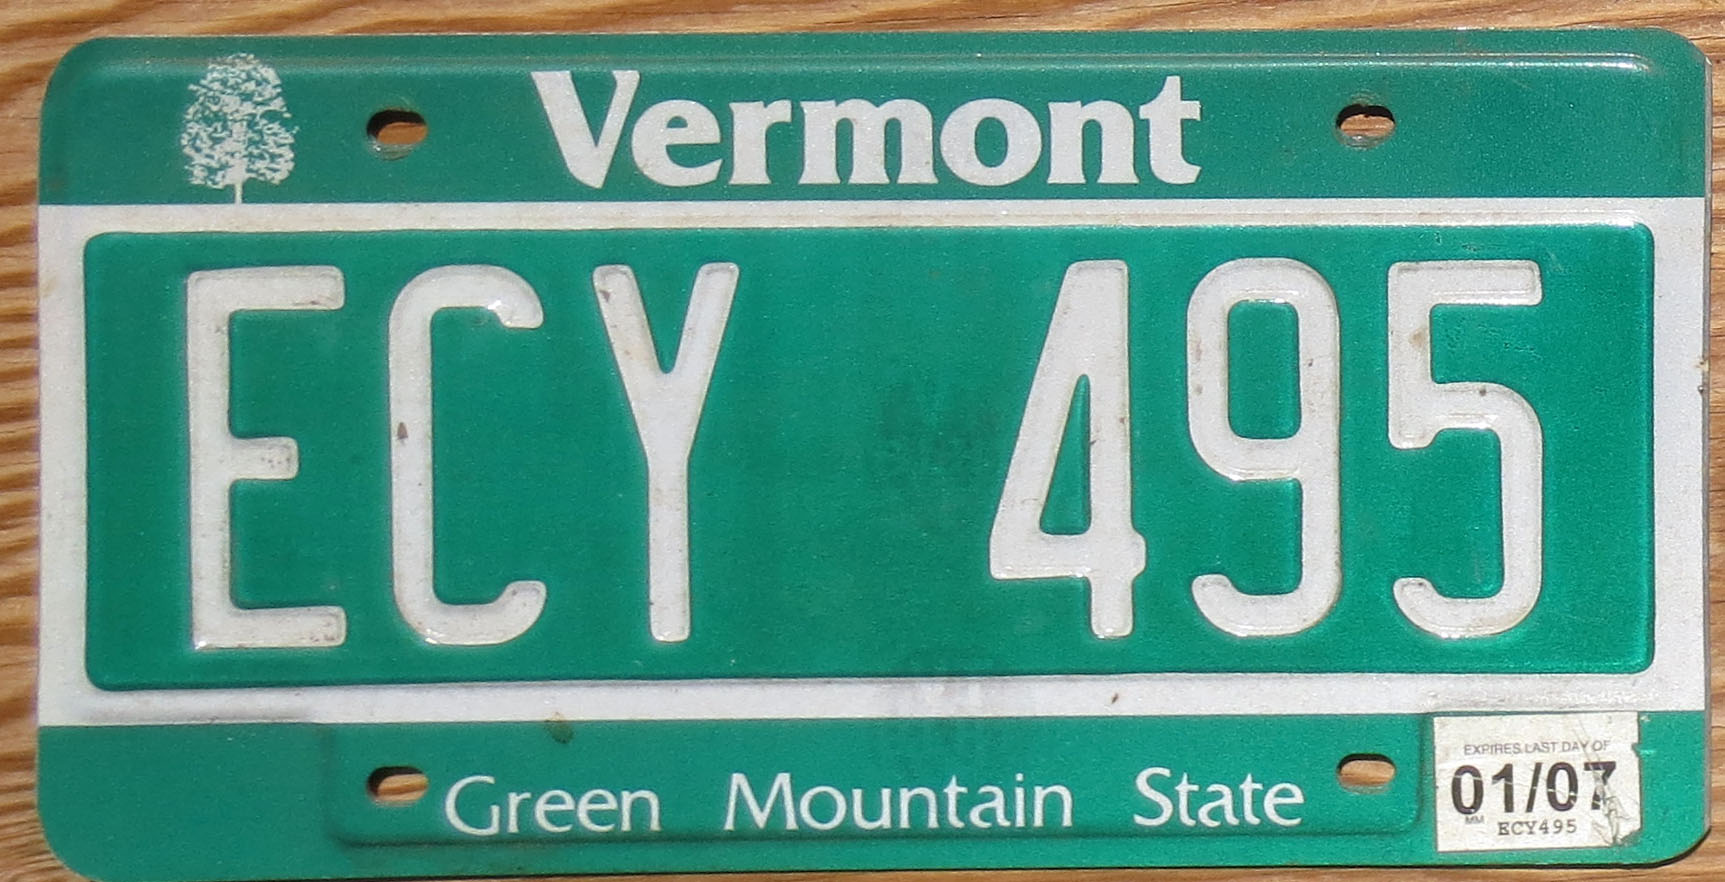 Vermont
ECY 495
Green Mountain State
EXPIRES LAST DAY OF
01/07
MM
ECY495